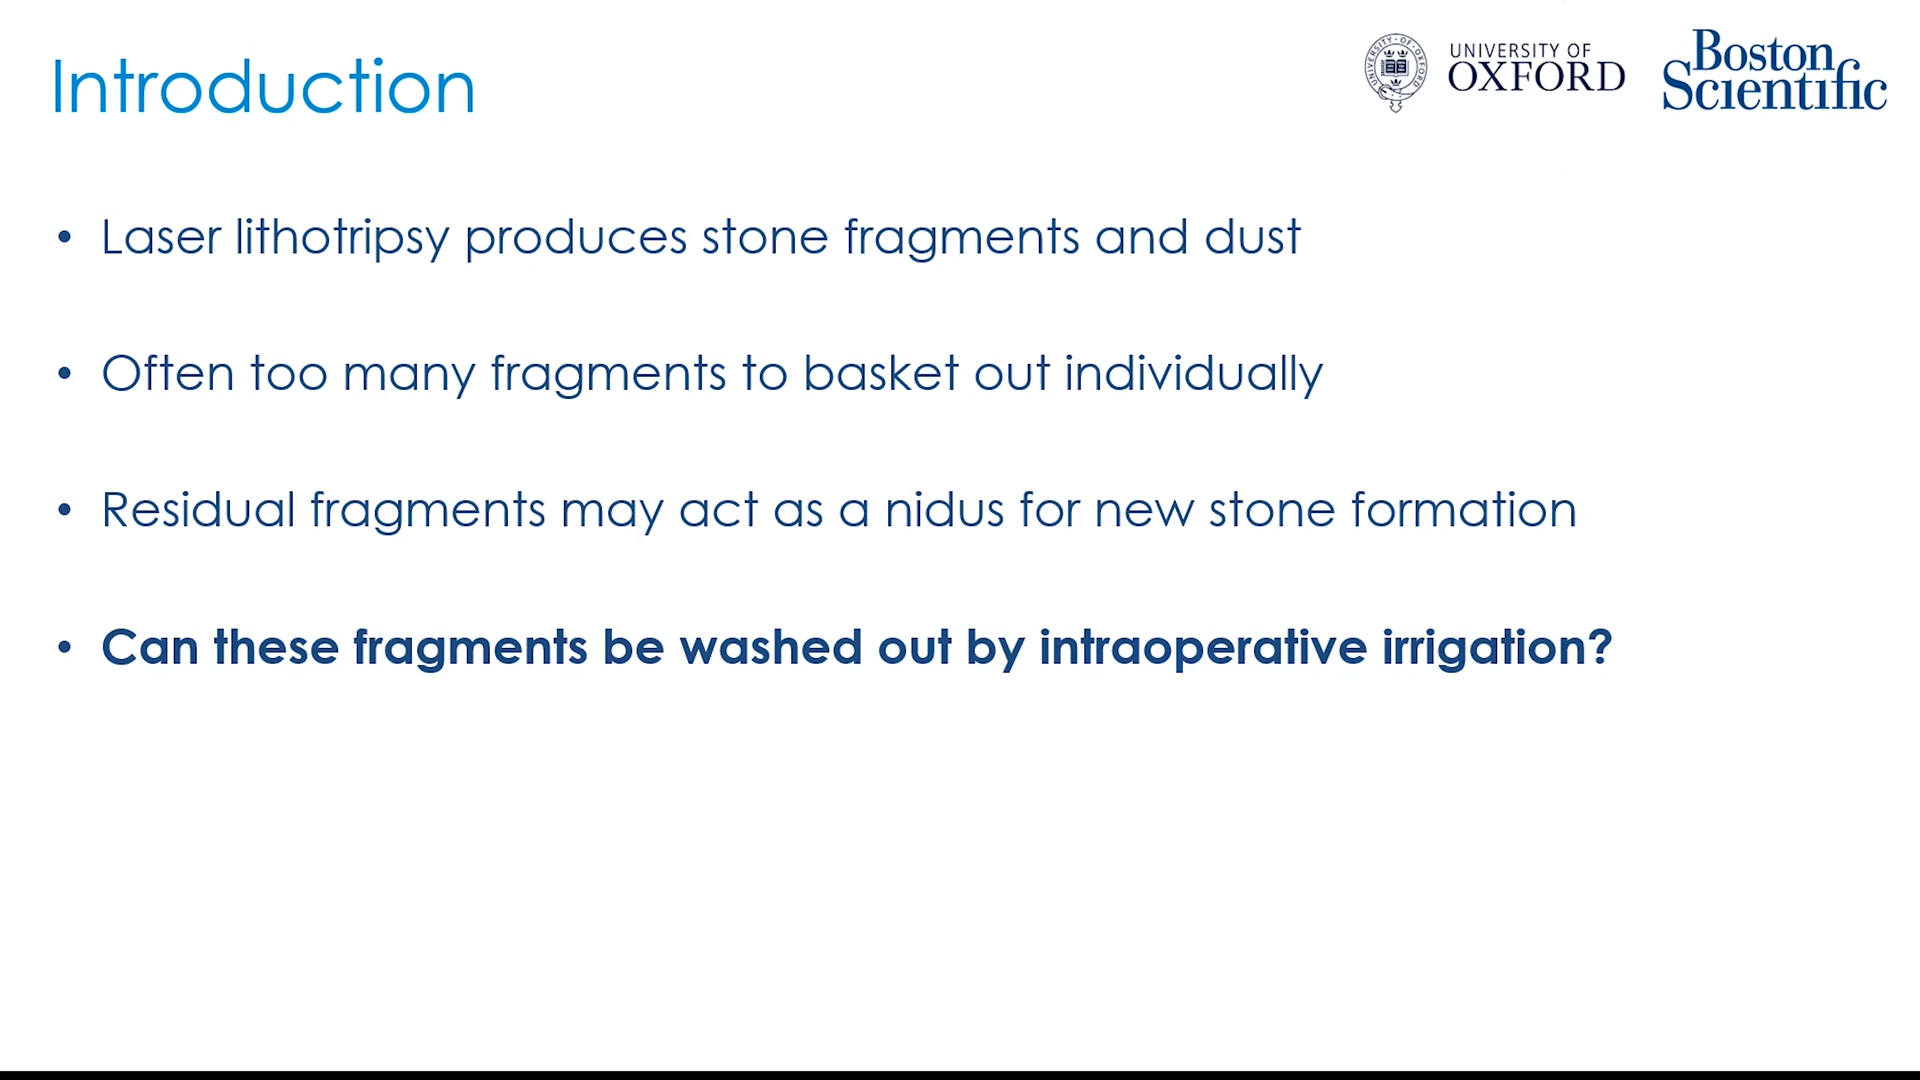 Introduction
UNIVERSITY OF
OXFORD
Boston
Scientific
• Laser lithotripsy produces stone fragments and dust
• Often too many fragments to basket out individually
• Residual fragments may act as a nidus for new stone formation
• Can these fragments be washed out by intraoperative irrigation?